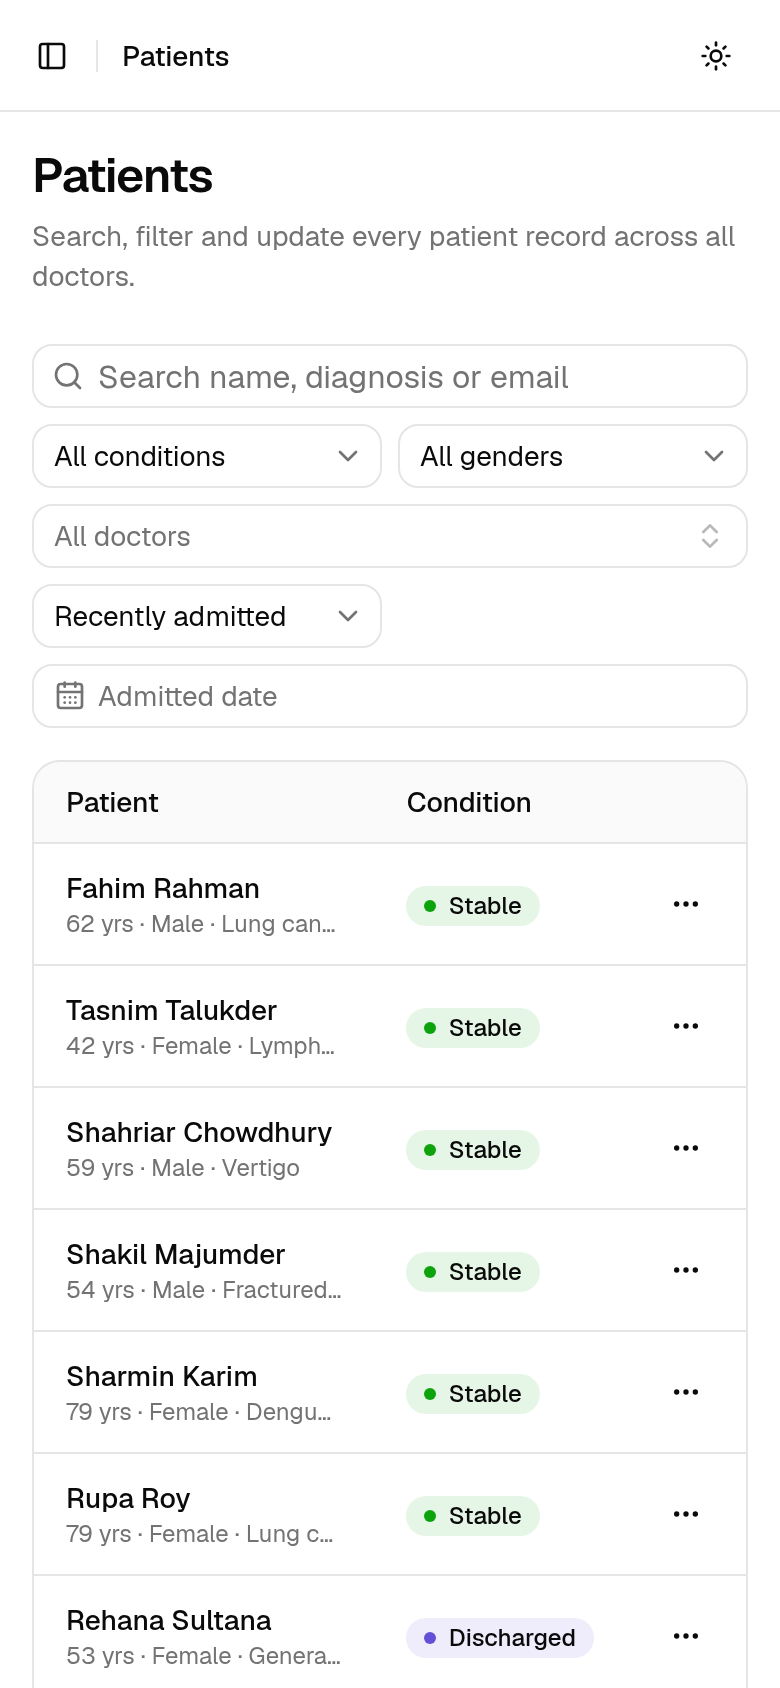 Patients
Patients
Search, filter and update every patient record across all
doctors.
Search name, diagnosis or email
All conditions
All genders
All doctors
Recently admitted
Admitted date
Patient Condition
Fahim Rahman
62 yrs · Male · Lung can...
Stable
Tasnim Talukder
42 yrs · Female · Lymph...
Stable
Shahriar Chowdhury
59 yrs · Male · Vertigo
Stable
Shakil Majumder
54 yrs · Male · Fractured...
Stable
Sharmin Karim
79 yrs · Female · Dengu...
Stable
Rupa Roy
79 yrs · Female · Lung c...
Stable
Rehana Sultana
53 yrs · Female · Genera...
Discharged